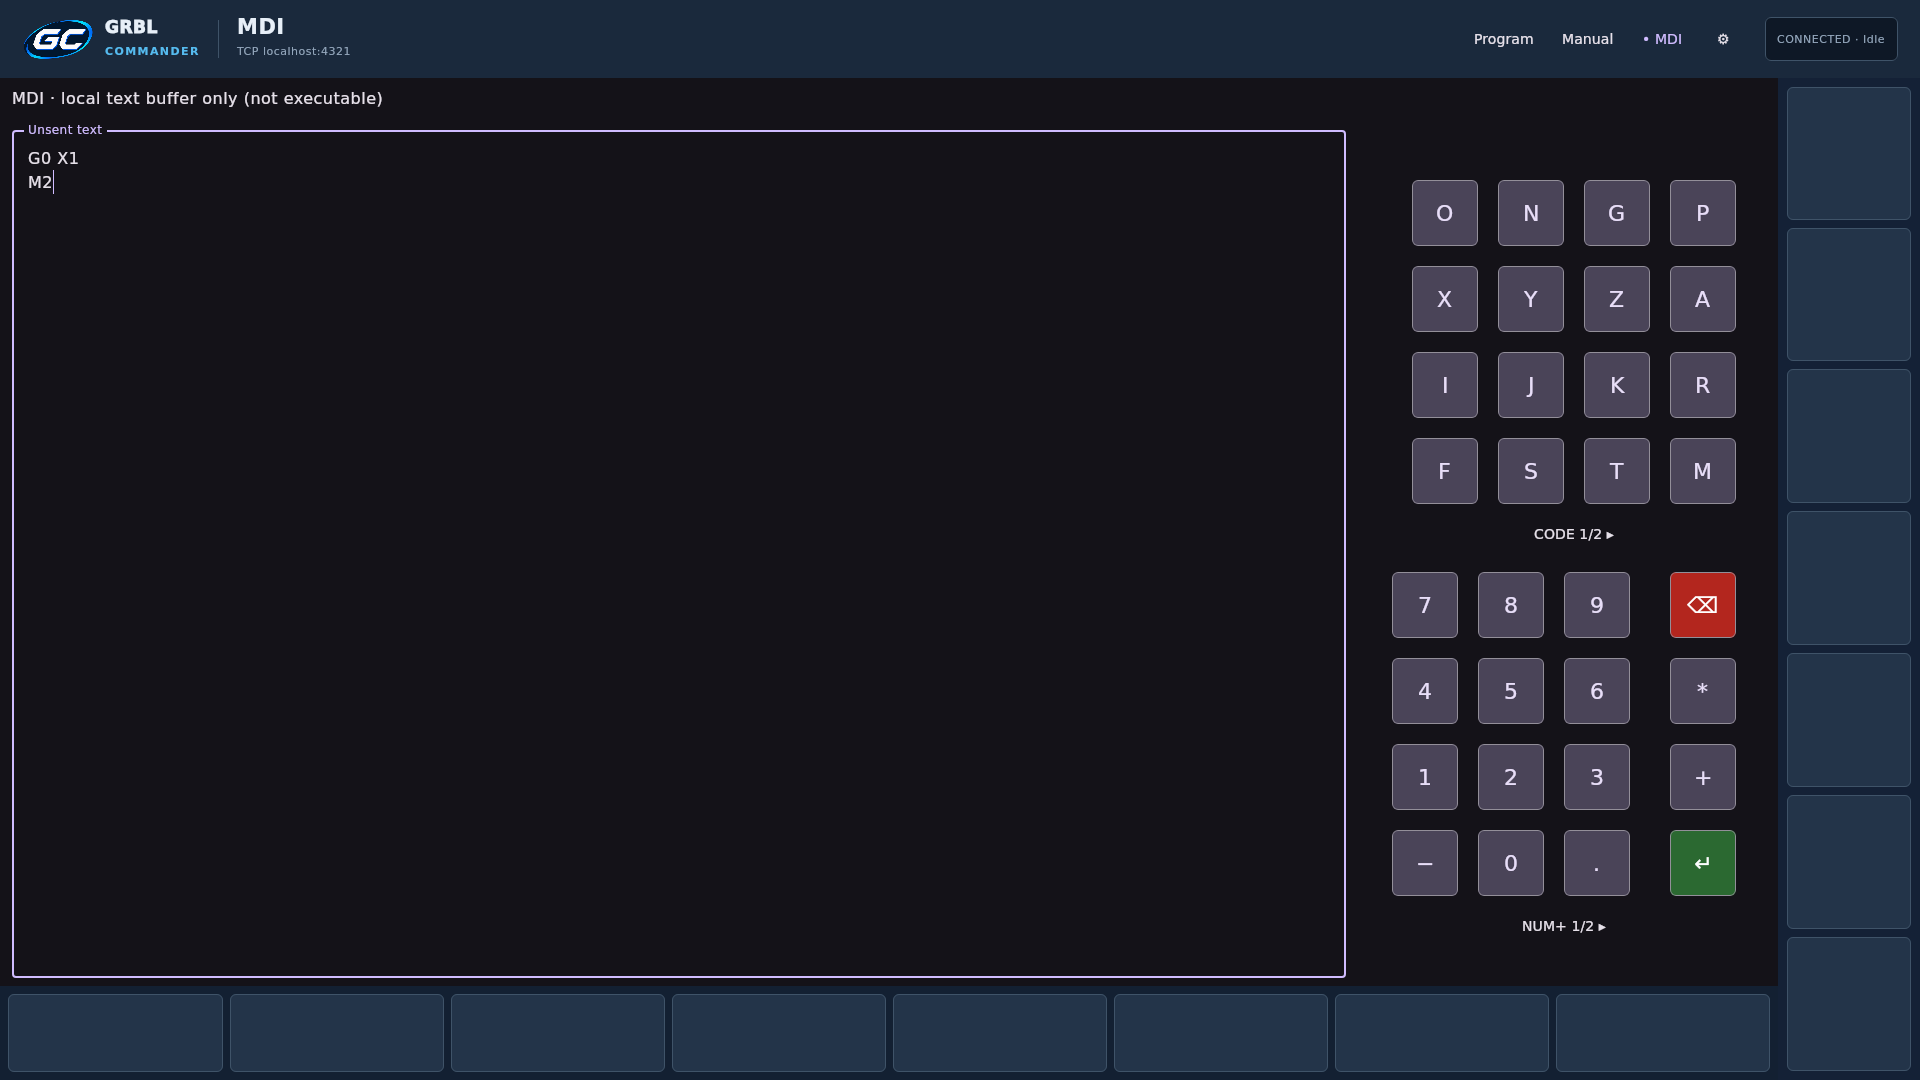 GC GRBL
COMMANDER
MDI
TCP localhost:4321
Program Manual • MDI ⚙ CONNECTED · Idle
MDI · local text buffer only (not executable)
Unsent text
G0 X1
M2
O N G P
X Y Z A
I J K R
F S T M
CODE 1/2 ▸
7 8 9 ⌫
4 5 6 *
1 2 3 +
− 0 . ↵
NUM+ 1/2 ▸